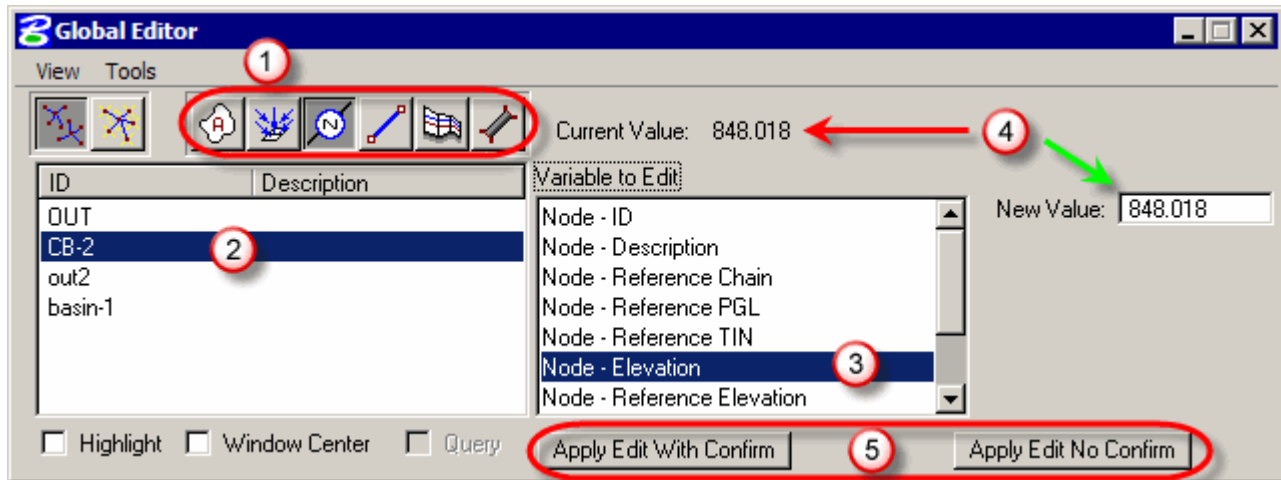 Global Editor
View Tools
1
A N
Current Value: 848.018
4
ID Description
OUT
CB-2
out2
basin-1
2
Variable to Edit
Node - ID
Node - Description
Node - Reference Chain
Node - Reference PGL
Node - Reference TIN
Node - Elevation
Node - Reference Elevation
3
New Value: 848.018
Highlight Window Center Query
Apply Edit With Confirm 5 Apply Edit No Confirm